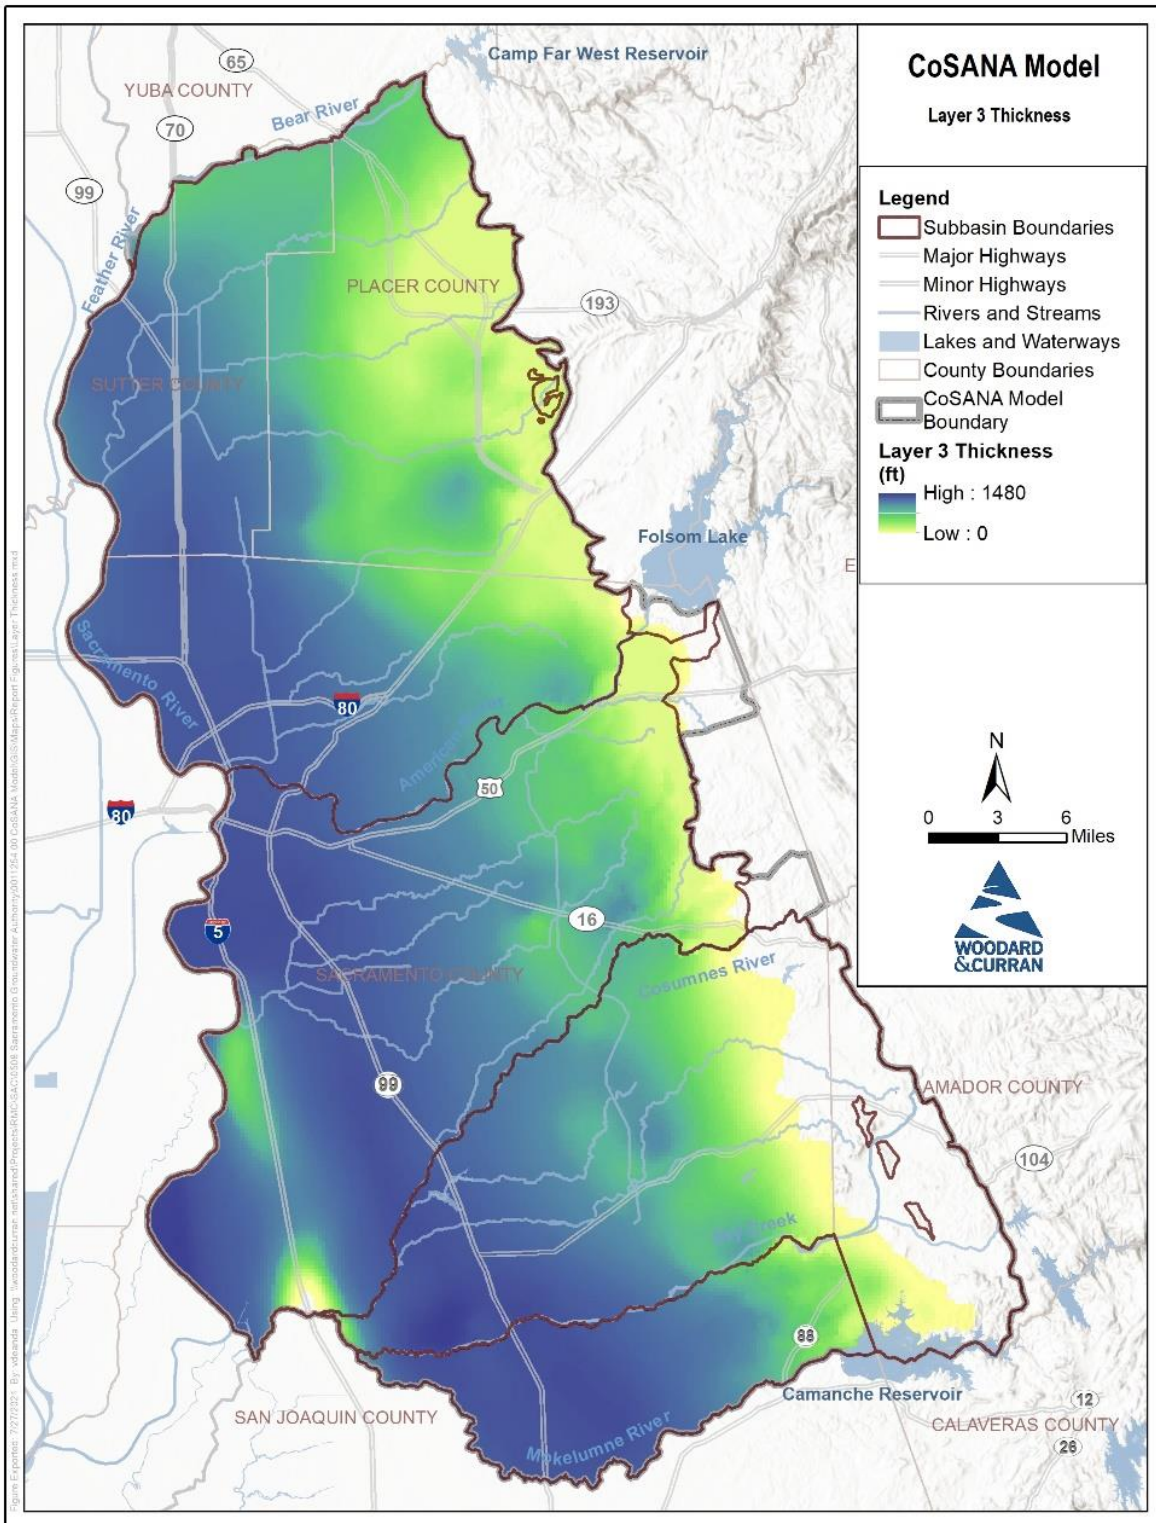 CoSANA Model
Layer 3 Thickness
Legend
Subbasin Boundaries
Major Highways
Minor Highways
Rivers and Streams
Lakes and Waterways
County Boundaries
CoSANA Model
Boundary
Layer 3 Thickness
(ft)
High : 1480
Low : 0
N
0 3 6
Miles
WOODARD
&CURRAN
Camp Far West Reservoir
65
YUBA COUNTY
Bear River
70
99
Feather River
PLACER COUNTY
193
SUTTER COUNTY
Folsom Lake
E
Sacramento River
80
American River
50
80
16
5
SACRAMENTO COUNTY
Cosumnes River
99
AMADOR COUNTY
104
Dry Creek
88
Camanche Reservoir
12
SAN JOAQUIN COUNTY
CALAVERAS COUNTY
26
Mokelumne River